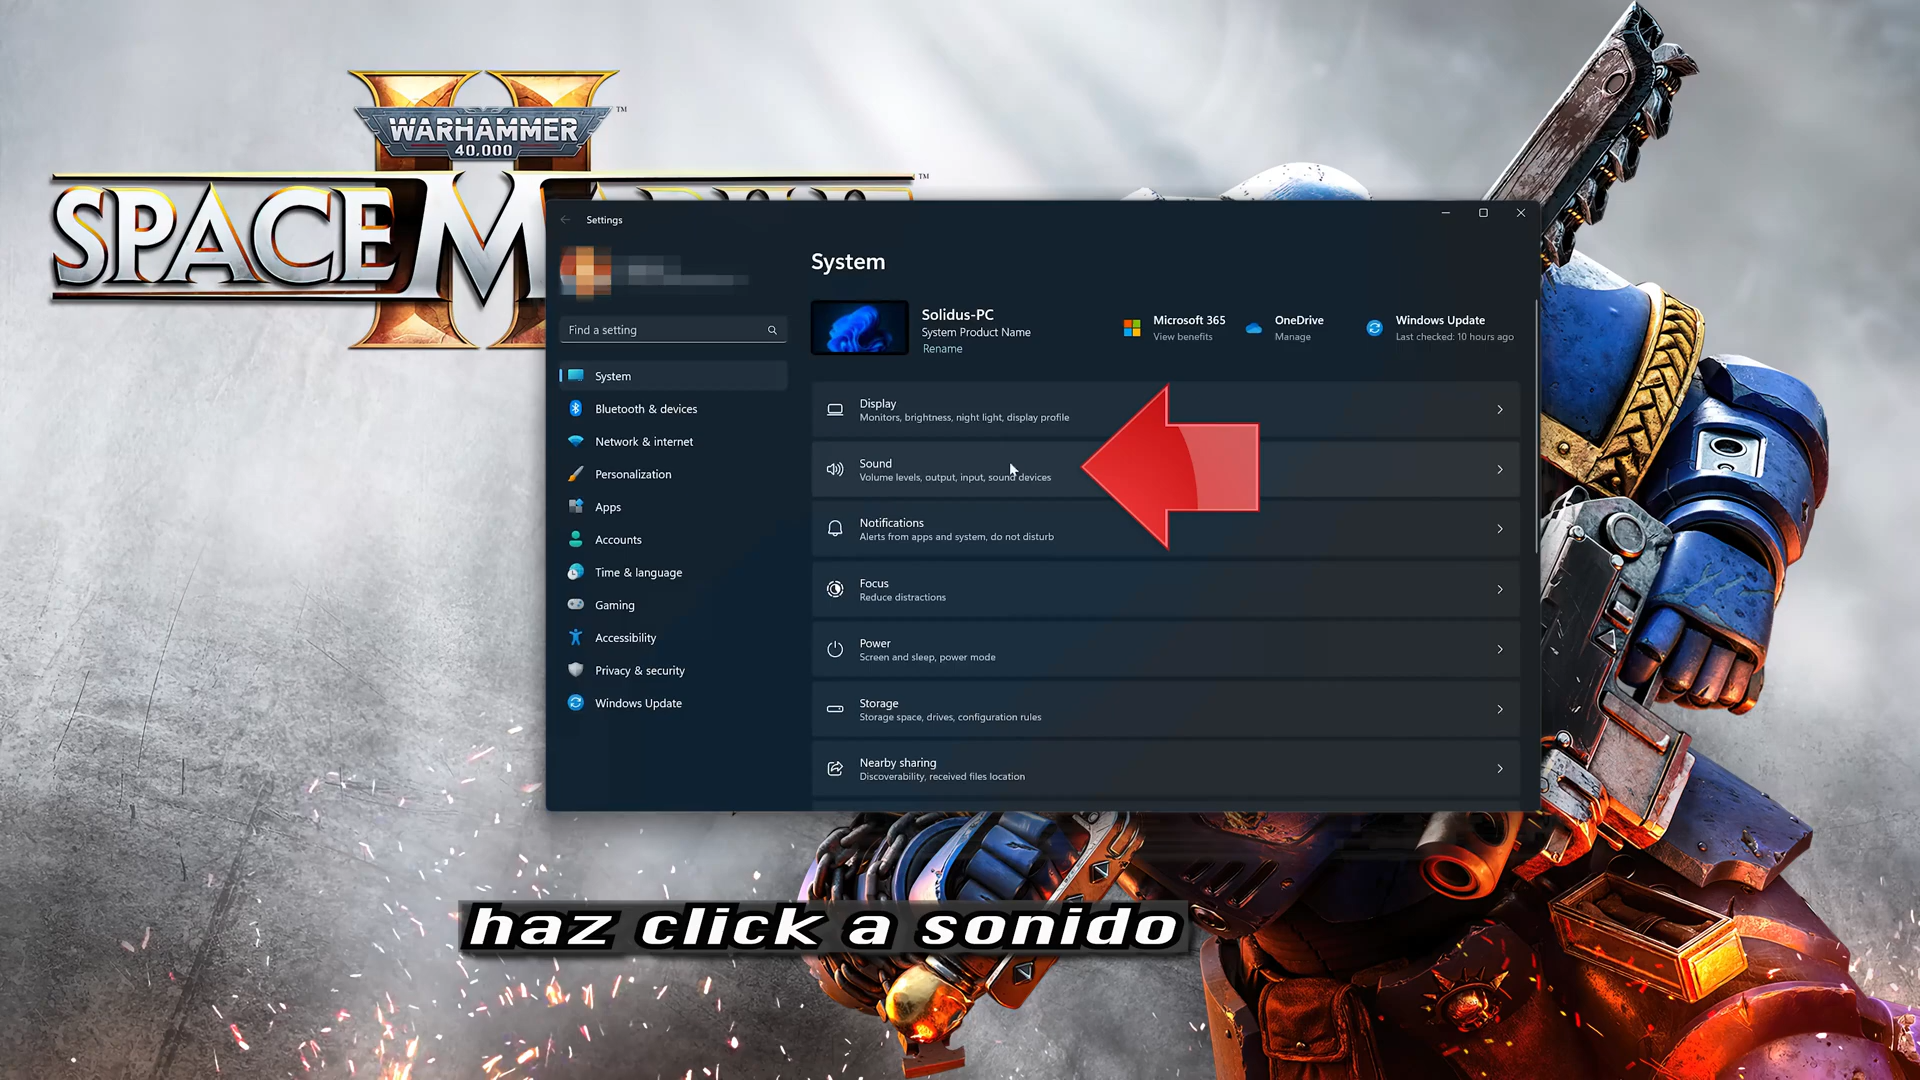 WARHAMMER
40,000
TM
SPACE M
TM
Settings
System
Find a setting
System
Bluetooth & devices
Network & internet
Personalization
Apps
Accounts
Time & language
Gaming
Accessibility
Privacy & security
Windows Update
Solidus-PC
System Product Name
Rename
Microsoft 365
View benefits
OneDrive
Manage
Windows Update
Last checked: 10 hours ago
Display
Monitors, brightness, night light, display profile
Sound
Volume levels, output, input, sound devices
Notifications
Alerts from apps and system, do not disturb
Focus
Reduce distractions
Power
Screen and sleep, power mode
Storage
Storage space, drives, configuration rules
Nearby sharing
Discoverability, received files location
haz click a sonido